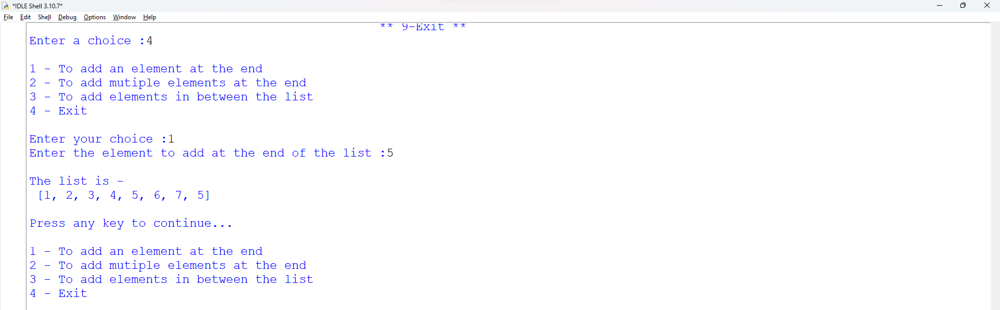 *IDLE Shell 3.10.7*
File Edit Shell Debug Options Window Help
** 9-Exit **
Enter a choice :4
1 - To add an element at the end
2 - To add mutiple elements at the end
3 - To add elements in between the list
4 - Exit
Enter your choice :1
Enter the element to add at the end of the list :5
The list is -
[1, 2, 3, 4, 5, 6, 7, 5]
Press any key to continue...
1 - To add an element at the end
2 - To add mutiple elements at the end
3 - To add elements in between the list
4 - Exit